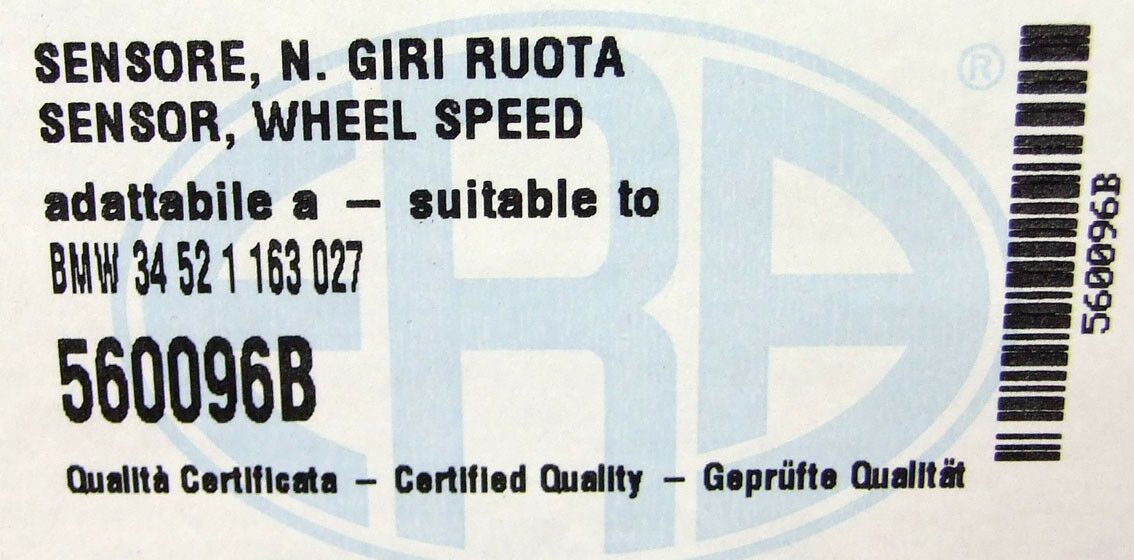 SENSORE, N. GIRI RUOTA
SENSOR, WHEEL SPEED
adattabile a – suitable to
BMW 34 52 1 163 027
560096B
Qualità Certificata – Certified Quality – Geprüfte Qualität
ERA
®
560096B